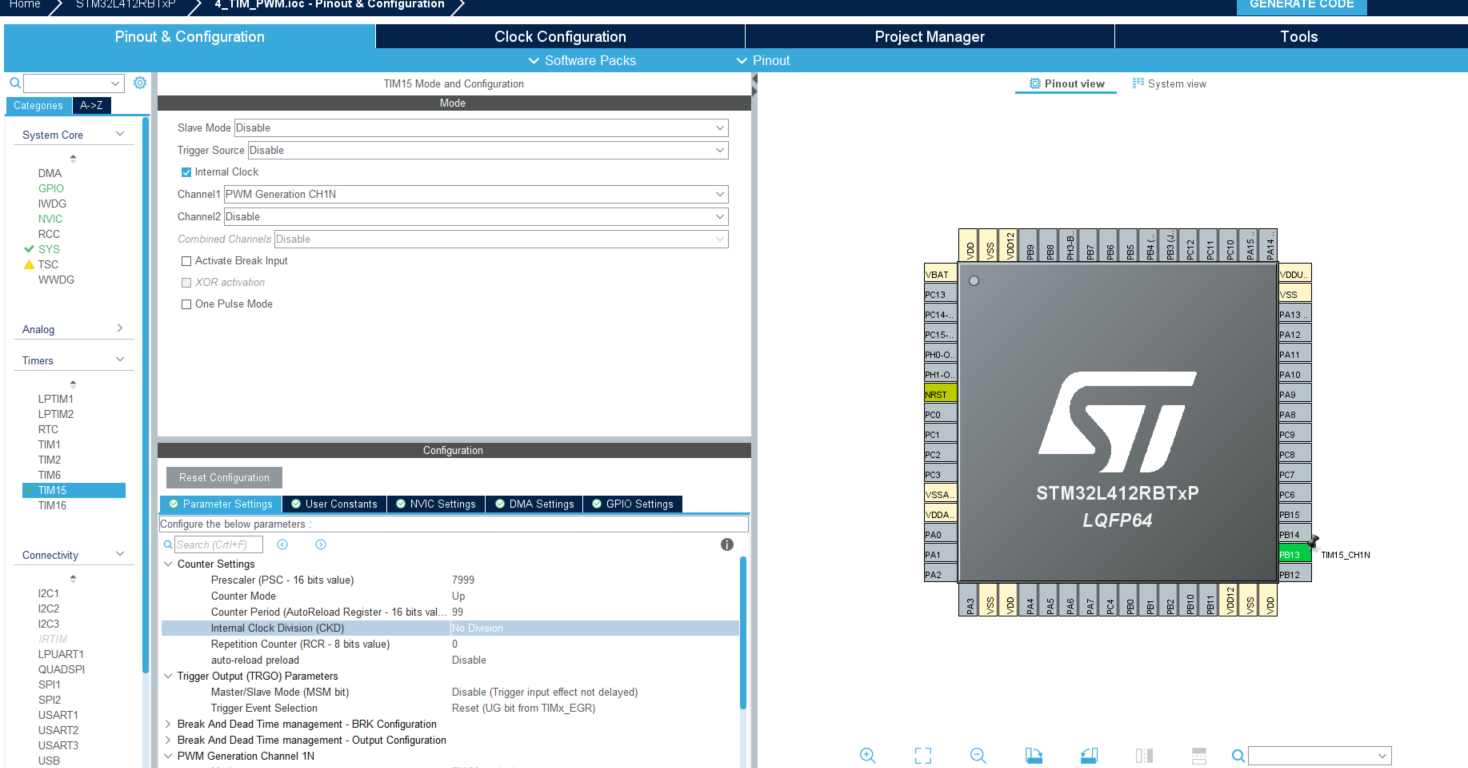 Home STM32L412RBTxP 4_TIM_PWM.ioc - Pinout & Configuration GENERATE CODE
Pinout & Configuration Clock Configuration Project Manager Tools
Software Packs Pinout
Categories A->Z
System Core
DMA
GPIO
IWDG
NVIC
RCC
SYS
TSC
WWDG
Analog
Timers
LPTIM1
LPTIM2
RTC
TIM1
TIM2
TIM6
TIM15
TIM16
Connectivity
I2C1
I2C2
I2C3
IRTIM
LPUART1
QUADSPI
SPI1
SPI2
USART1
USART2
USART3
USB
TIM15 Mode and Configuration
Mode
Slave Mode Disable
Trigger Source Disable
Internal Clock
Channel1 PWM Generation CH1N
Channel2 Disable
Combined Channels Disable
Activate Break Input
XOR activation
One Pulse Mode
Configuration
Reset Configuration
Parameter Settings User Constants NVIC Settings DMA Settings GPIO Settings
Configure the below parameters :
Search (Crtl+F)
Counter Settings
Prescaler (PSC - 16 bits value) 7999
Counter Mode Up
Counter Period (AutoReload Register - 16 bits val... 99
Internal Clock Division (CKD) No Division
Repetition Counter (RCR - 8 bits value) 0
auto-reload preload Disable
Trigger Output (TRGO) Parameters
Master/Slave Mode (MSM bit) Disable (Trigger input effect not delayed)
Trigger Event Selection Reset (UG bit from TIMx_EGR)
Break And Dead Time management - BRK Configuration
Break And Dead Time management - Output Configuration
PWM Generation Channel 1N
Pinout view System view
VDD VSS VDD12 PB9 PB8 PH3-B.. PB7 PB6 PB5 PB4 (.. PB3 (J.. PC12 PC11 PC10 PA15 .. PA14 ..
VBAT
PC13
PC14-..
PC15-..
PH0-O..
PH1-O..
NRST
PC0
PC1
PC2
PC3
VSSA..
VDDA..
PA0
PA1
PA2
STM32L412RBTxP
LQFP64
VDDU..
VSS
PA13 ..
PA12
PA11
PA10
PA9
PA8
PC9
PC8
PC7
PC6
PB15
PB14
PB13 TIM15_CH1N
PB12
PA3 VSS VDD PA4 PA5 PA6 PA7 PC4 PB0 PB1 PB2 PB10 PB11 VDD12 VSS VDD